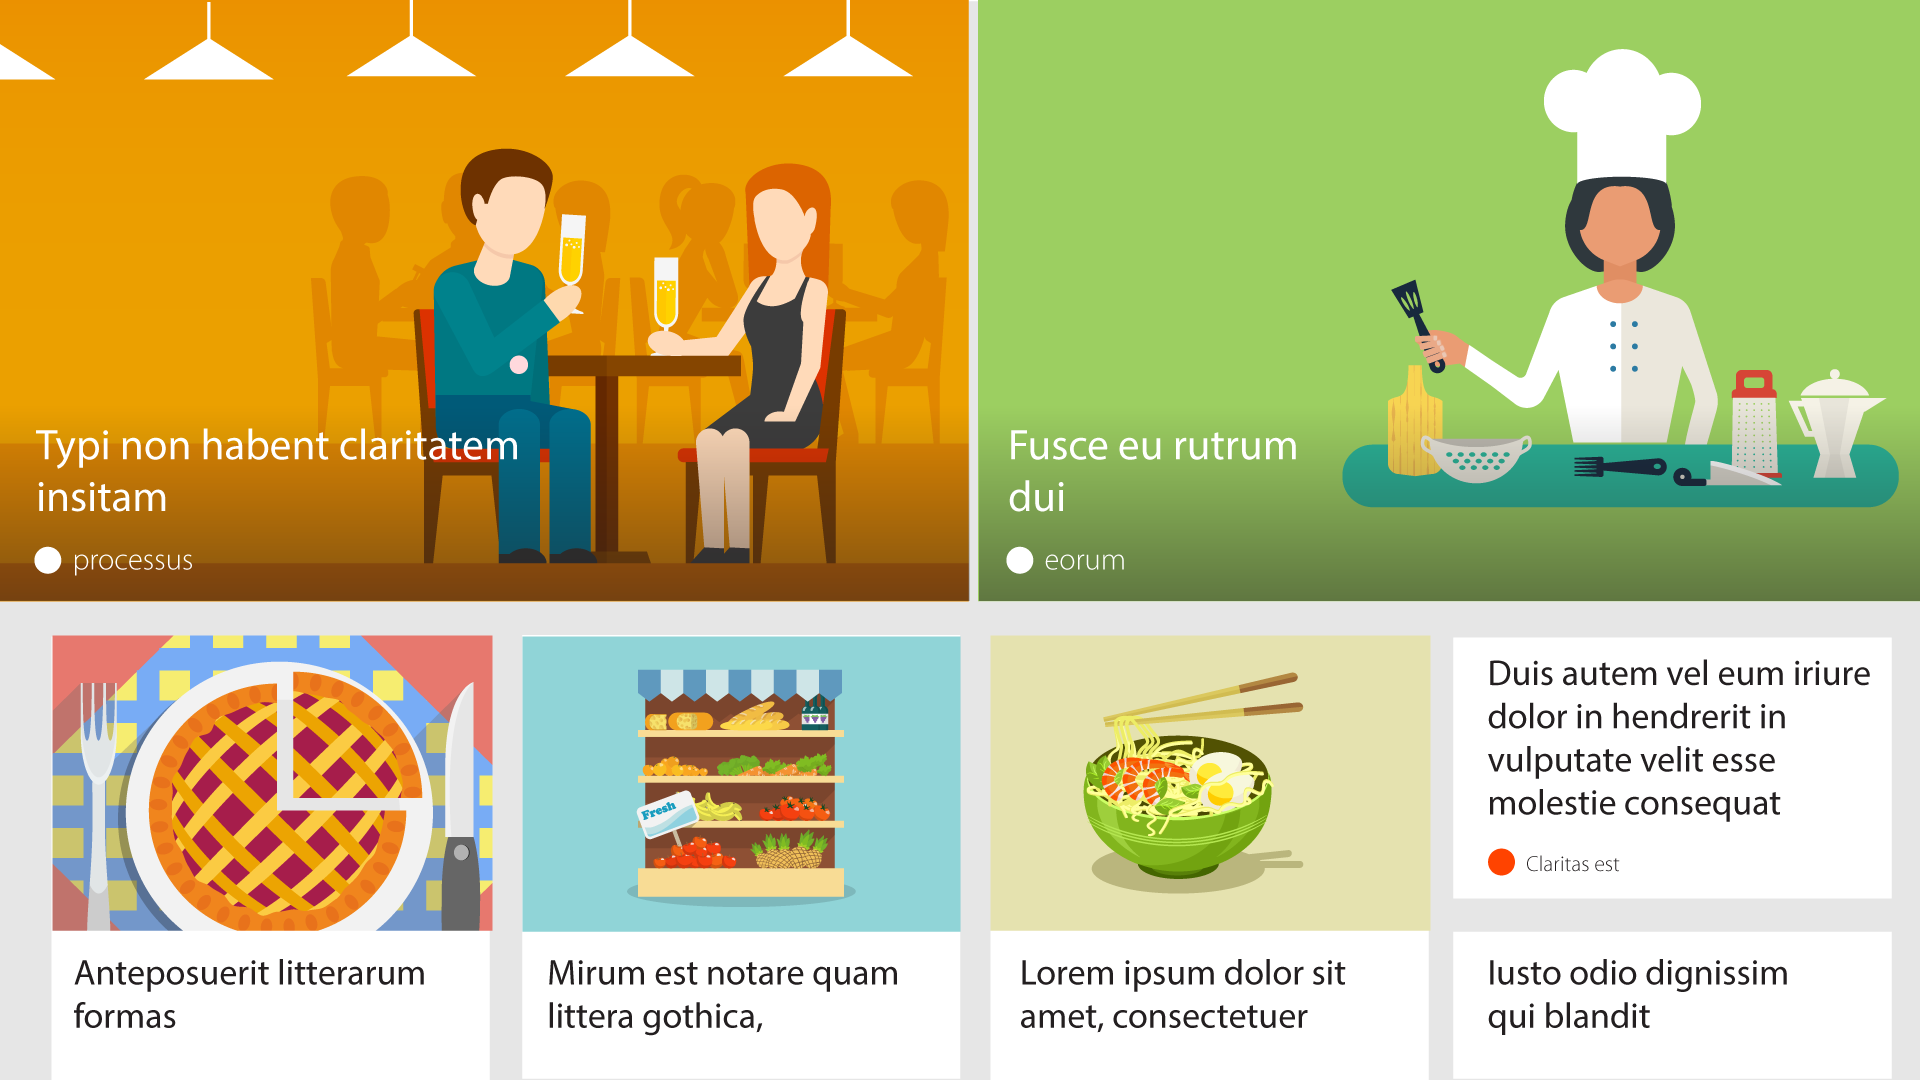 Typi non habent claritatem
insitam
processus
Fusce eu rutrum
dui
eorum
Fresh
Anteposuerit litterarum
formas
Mirum est notare quam
littera gothica,
Lorem ipsum dolor sit
amet, consectetuer
Duis autem vel eum iriure
dolor in hendrerit in
vulputate velit esse
molestie consequat
Claritas est
Iusto odio dignissim
qui blandit